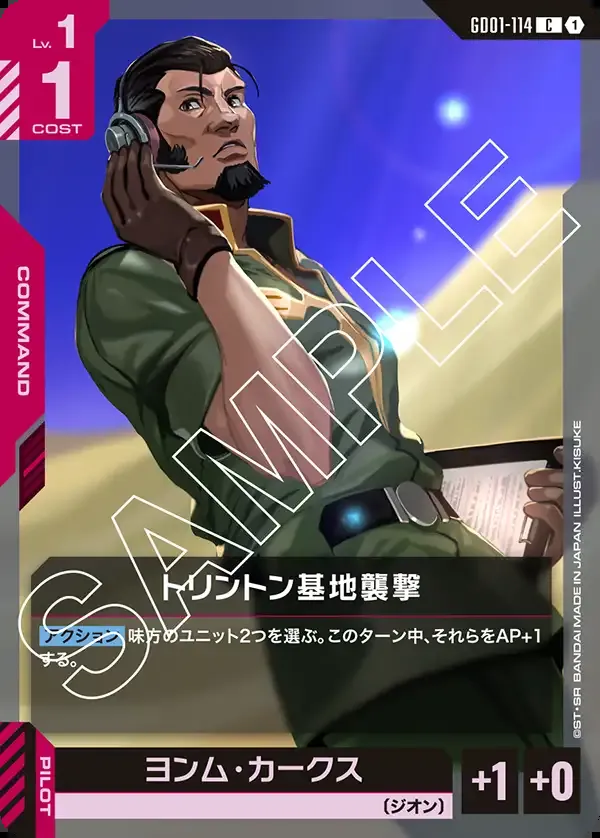 Lv. 1
1
COST
GD01-114 C 1
COMMAND
SAMPLE
トリントン基地襲撃
アクション 味方のユニット2つを選ぶ。このターン中、それらをAP+1
する。
©ST・SR BANDAI MADE IN JAPAN ILLUST.KISUKE
PILOT
ヨンム・カークス
〔ジオン〕
+1 +0